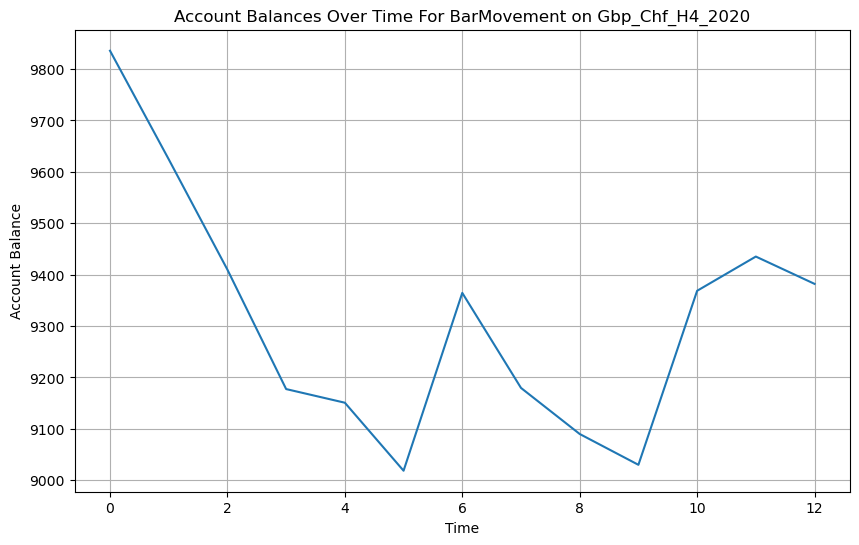 Account Balances Over Time For BarMovement on Gbp_Chf_H4_2020
Account Balance
9800
9700
9600
9500
9400
9300
9200
9100
9000
0 2 4 6 8 10 12
Time